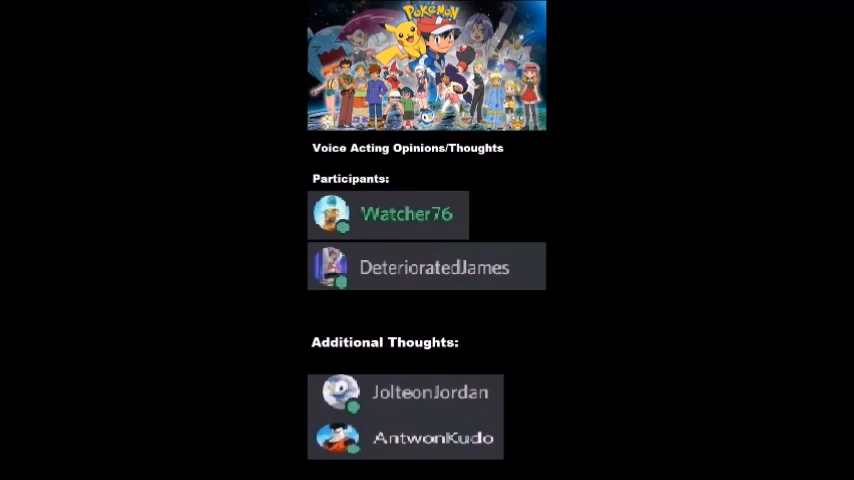 POKéMON
Voice Acting Opinions/Thoughts
Participants:
Watcher76
DeterioratedJames
Additional Thoughts:
JolteonJordan
AntwonKudo